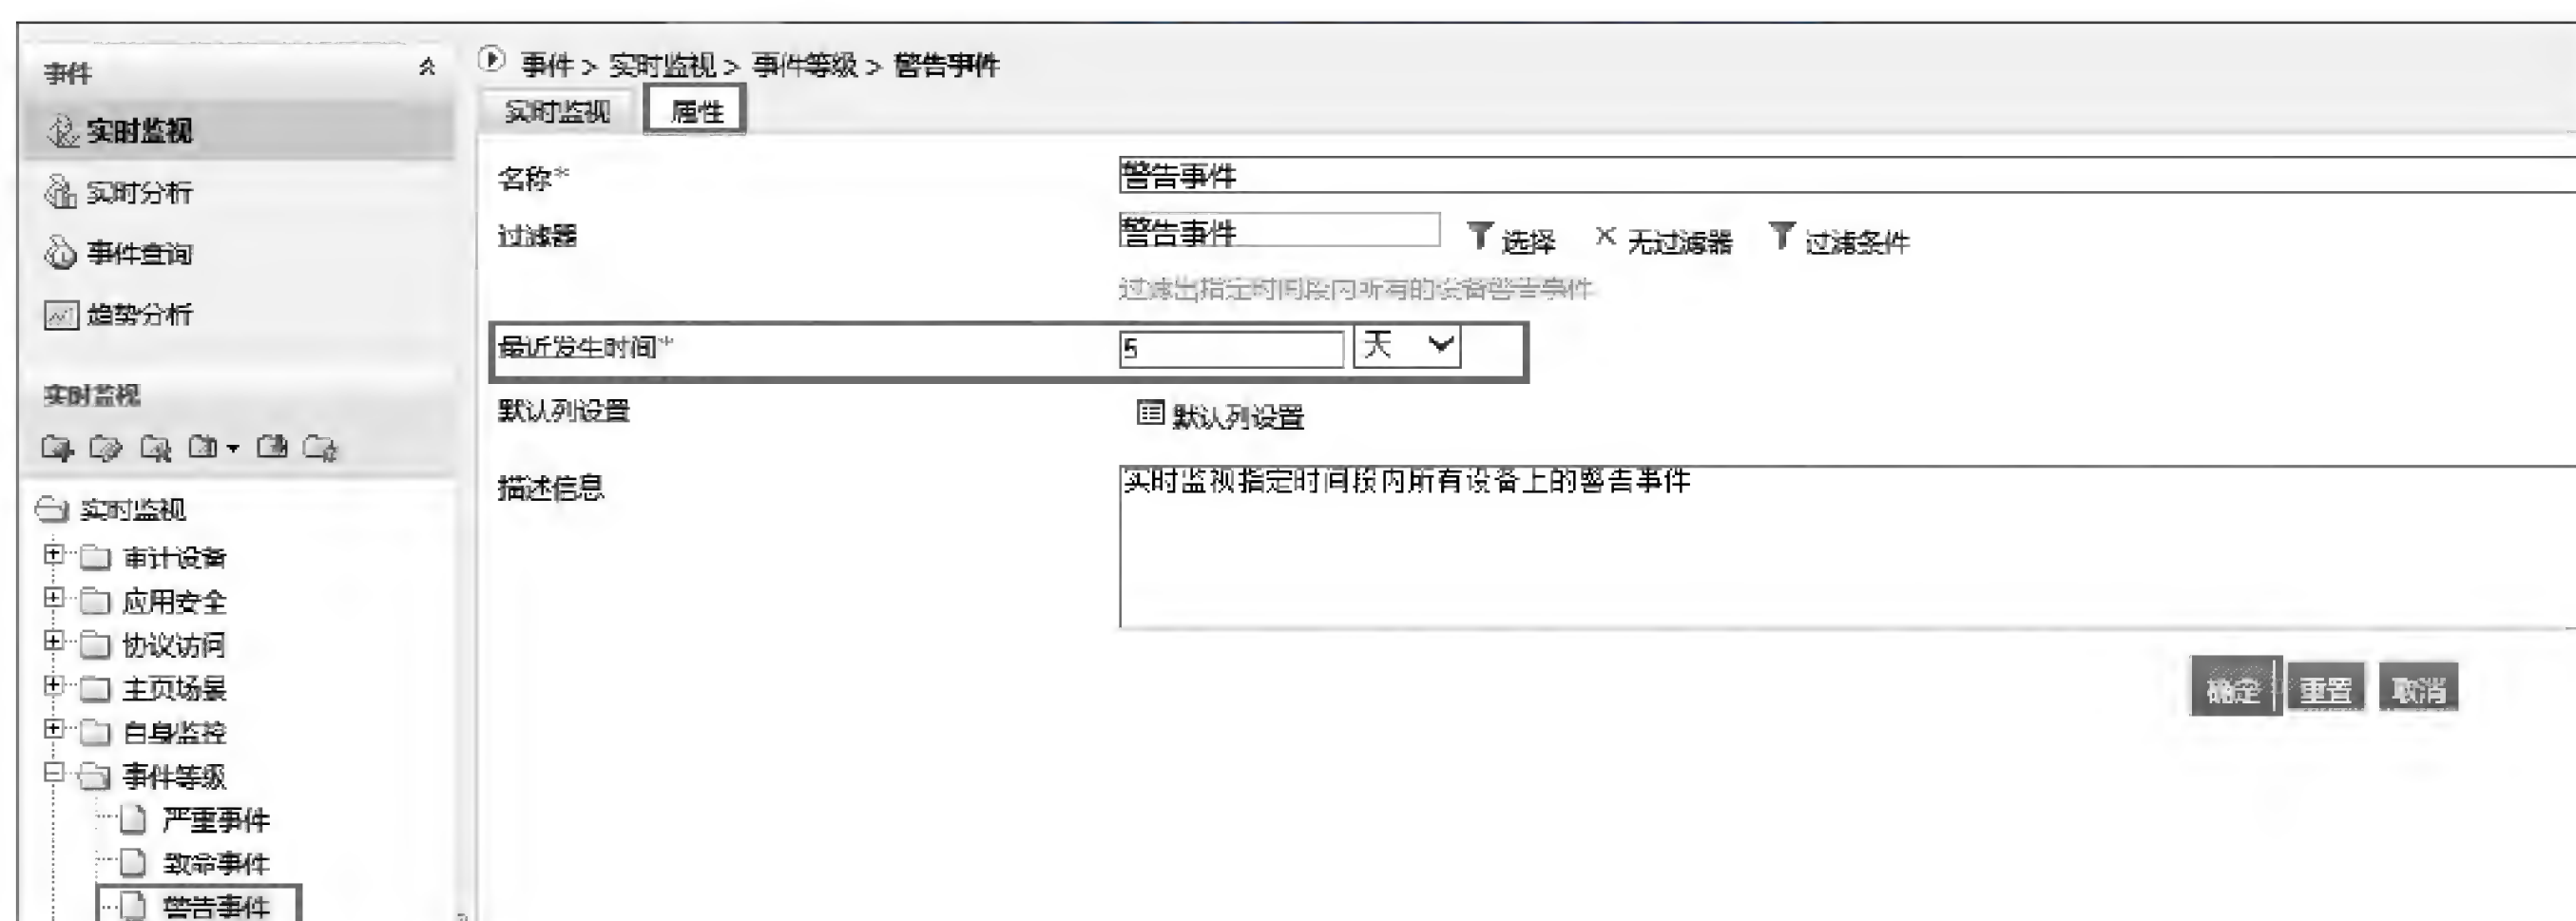 事件
实时监视
实时分析
事件查询
趋势分析
实时监视
实时监视
审计设备
应用安全
协议访问
主页场景
自身监控
事件等级
严重事件
致命事件
警告事件
事件 > 实时监视 > 事件等级 > 警告事件
实时监视 属性
名称* 警告事件
过滤器 警告事件 选择 无过滤器 过滤条件
过滤出指定时间段内所有的设备警告事件
最近发生时间* 5 天
默认列设置 默认列设置
描述信息 实时监视指定时间段内所有设备上的警告事件
确定 重置 取消